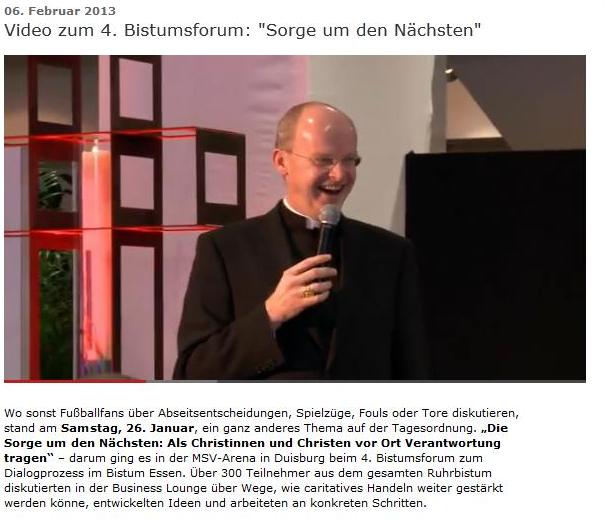 06. Februar 2013
Video zum 4. Bistumsforum: "Sorge um den Nächsten"
Wo sonst Fußballfans über Abseitsentscheidungen, Spielzüge, Fouls oder Tore diskutieren,
stand am Samstag, 26. Januar, ein ganz anderes Thema auf der Tagesordnung. „Die
Sorge um den Nächsten: Als Christinnen und Christen vor Ort Verantwortung
tragen“ – darum ging es in der MSV-Arena in Duisburg beim 4. Bistumsforum zum
Dialogprozess im Bistum Essen. Über 300 Teilnehmer aus dem gesamten Ruhrbistum
diskutierten in der Business Lounge über Wege, wie caritatives Handeln weiter gestärkt
werden könne, entwickelten Ideen und arbeiteten an konkreten Schritten.